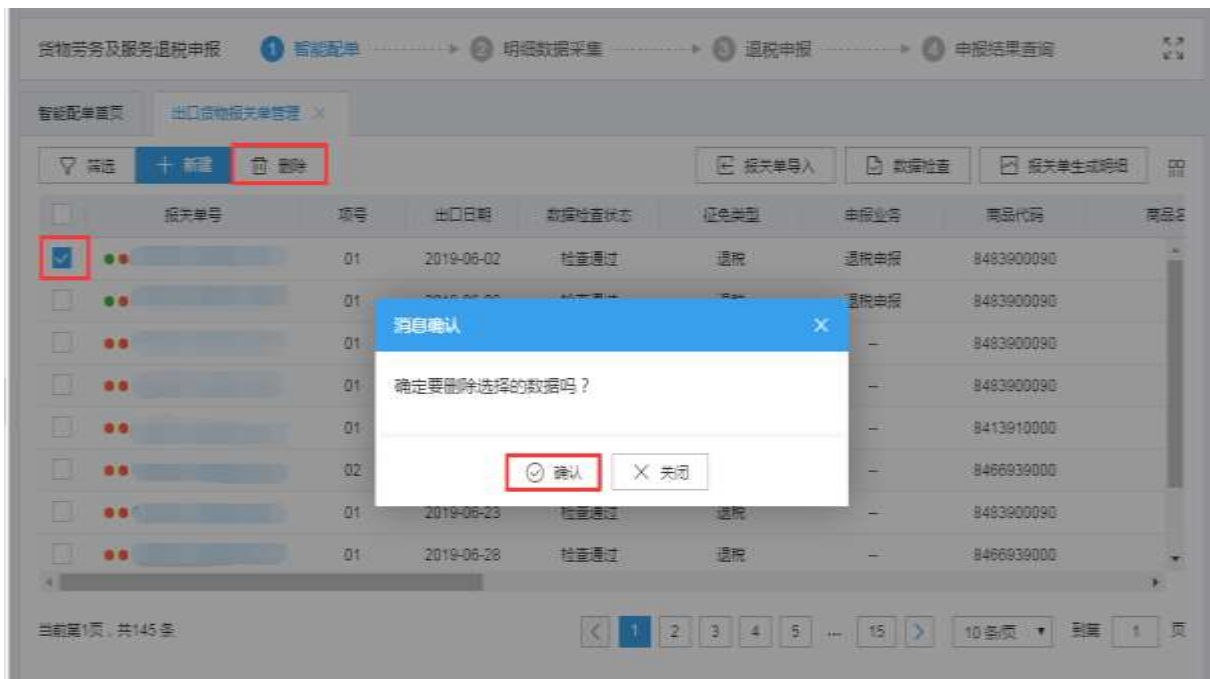 货物劳务及服务退税申报 1 智能配单 2 明细数据采集 3 退税申报 4 申报结果查询
智能配单首页 出口货物报关单管理 ×
筛选 新建 删除 报关单导入 数据检查 报关单生成明细
报关单号 项号 出口日期 数据检查状态 征免类型 申报业务 商品代码 商品名
01 2019-06-02 检查通过 退税 退税申报 8483900090
01 退税申报 8483900090
消息确认 ×
01 -- 8483900090
确定要删除选择的数据吗？
01 -- 8483900090
01 -- 8413910000
02 -- 8466939000
确认 关闭
01 2019-06-23 检查通过 退税 -- 8483900090
01 2019-06-28 检查通过 退税 -- 8466939000
当前第1页，共145条 < 1 2 3 4 5 ... 15 > 10条/页 到第 1 页